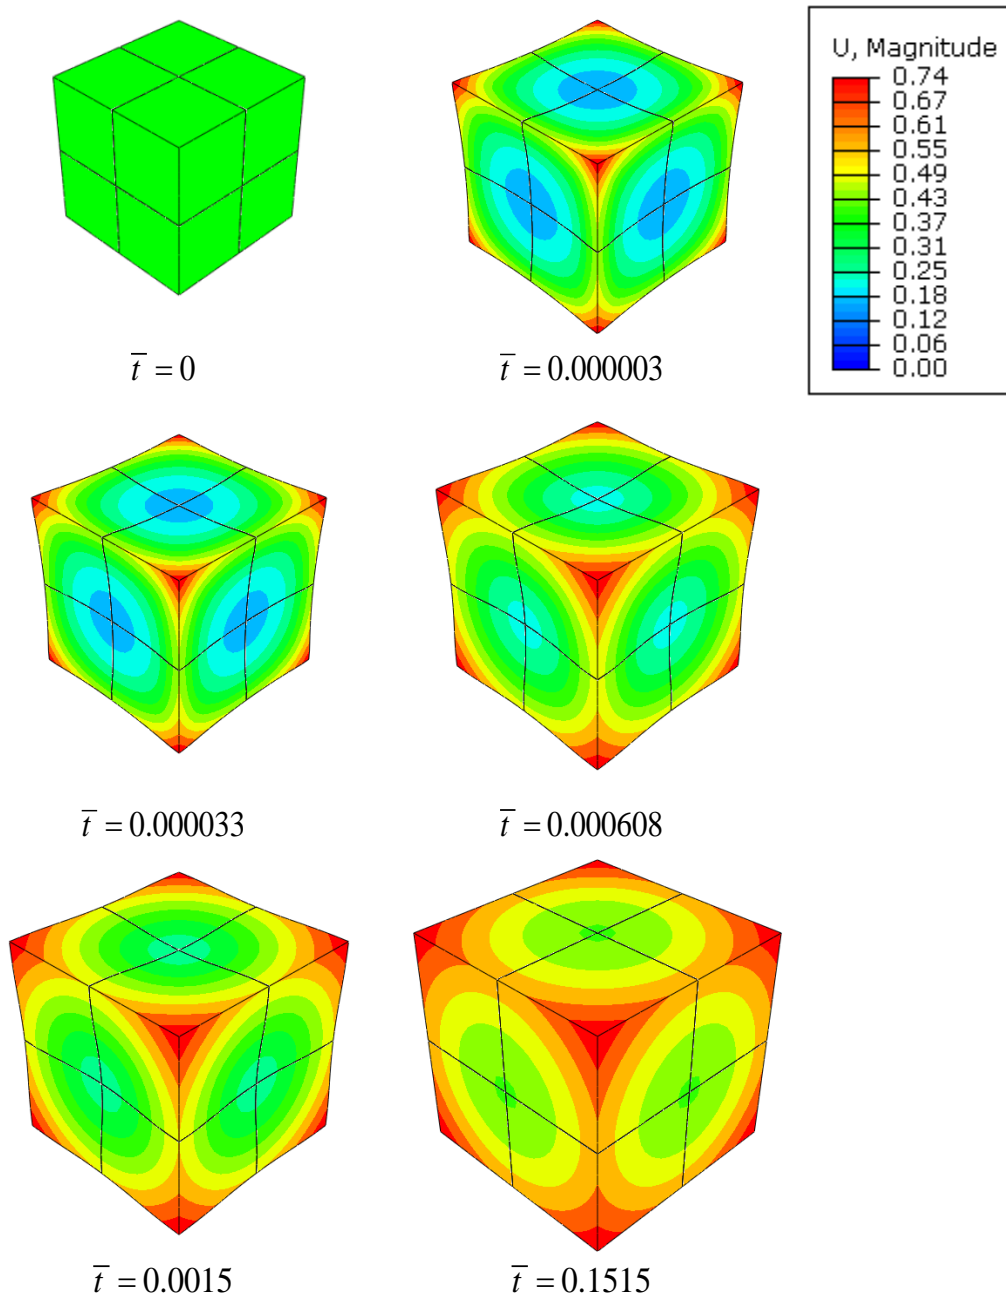 U, Magnitude
0.74
0.67
0.61
0.55
0.49
0.43
0.37
0.31
0.25
0.18
0.12
0.06
0.00
t̅ = 0
t̅ = 0.000003
t̅ = 0.000033
t̅ = 0.000608
t̅ = 0.0015
t̅ = 0.1515